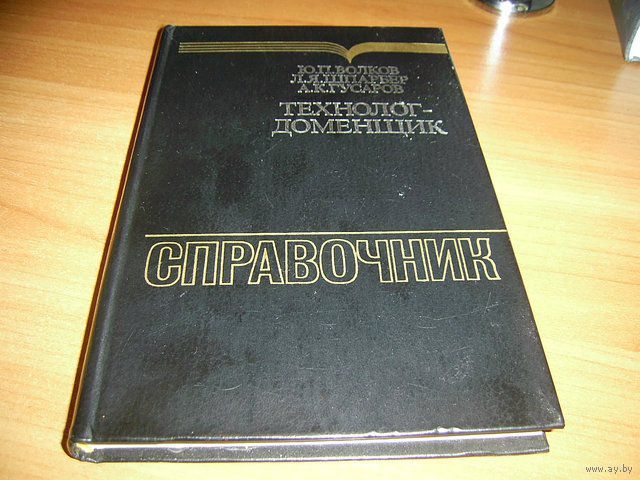 Ю.П.ВОЛКОВ
Л.Я.ШПАРБЕР
А.К.ГУСАРОВ
ТЕХНОЛОГ-
ДОМЕНЩИК
СПРАВОЧНИК
www.ay.by